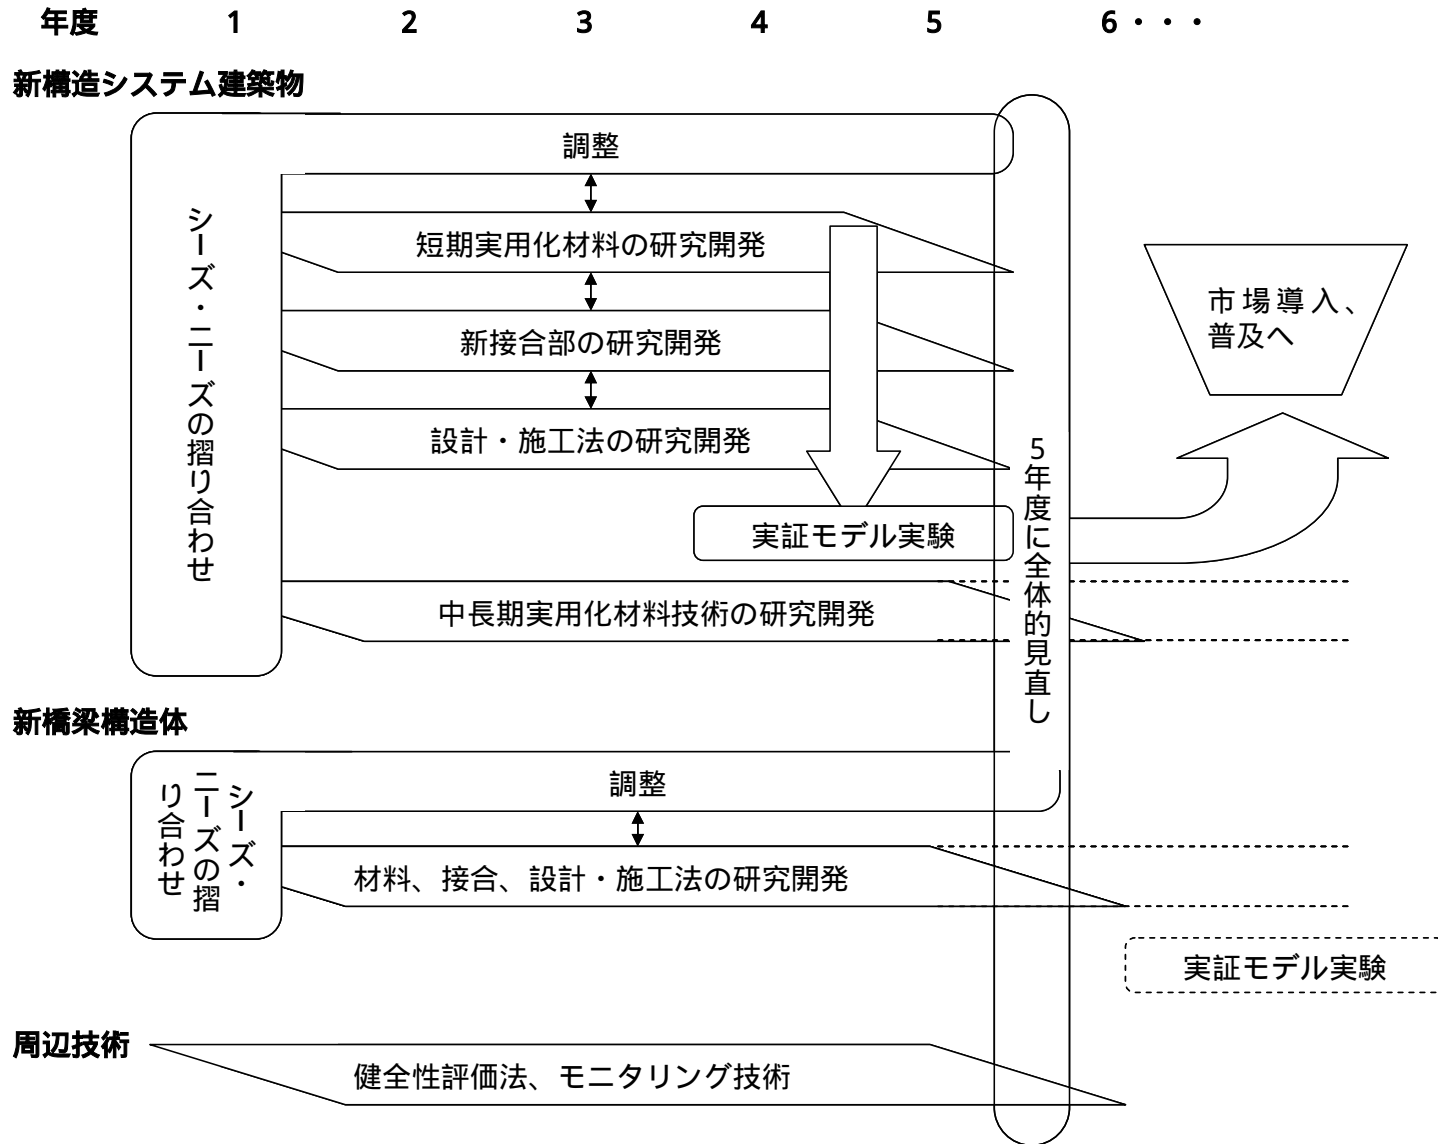 年度 1 2 3 4 5 6・・・
新構造システム建築物
シーズ・ニーズの摺り合わせ
調整
短期実用化材料の研究開発
新接合部の研究開発
設計・施工法の研究開発
実証モデル実験
中長期実用化材料技術の研究開発
5年度に全体的見直し
市場導入、
普及へ
新橋梁構造体
シーズ・
ニーズの摺
り合わせ
調整
材料、接合、設計・施工法の研究開発
実証モデル実験
周辺技術
健全性評価法、モニタリング技術